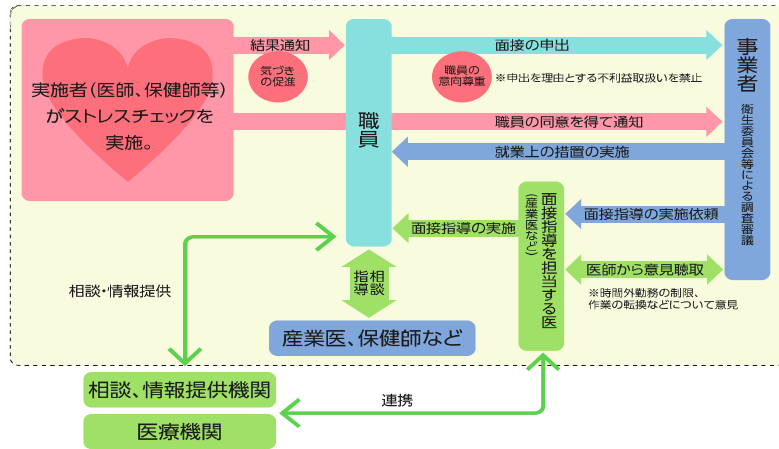 実施者（医師、保健師等）
がストレスチェックを
実施。
結果通知
気づき
の促進
職員
面接の申出
職員の
意向尊重
※申出を理由とする不利益取扱いを禁止
職員の同意を得て通知
就業上の措置の実施
事業者
衛生委員会等による調査審議
面接指導の実施依頼
面接指導を担当する医
（産業医など）
面接指導の実施
医師から意見聴取
※時間外勤務の制限、
作業の転換などについて意見
相談
指導
産業医、保健師など
相談・情報提供
相談、情報提供機関
医療機関
連携